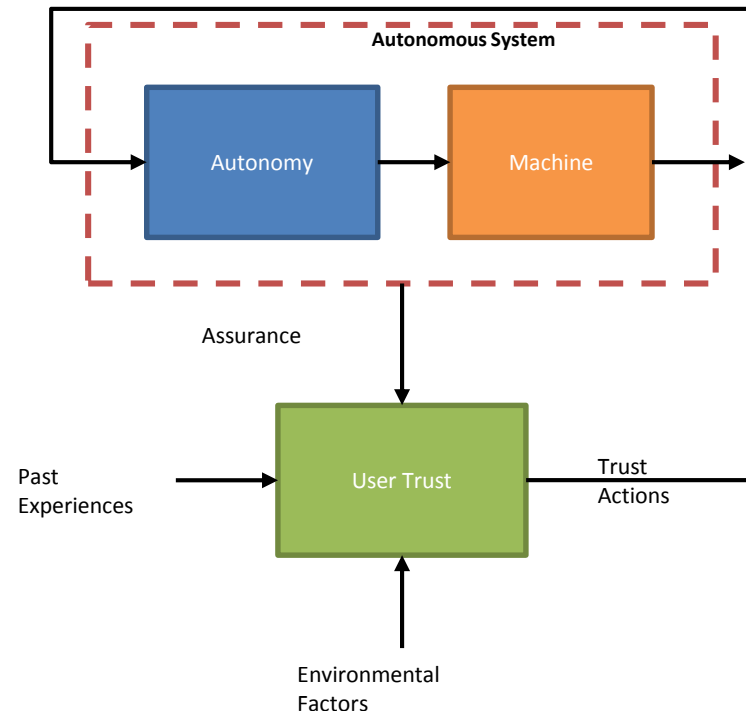 Autonomous System
Autonomy
Machine
Assurance
Past
Experiences
User Trust
Trust
Actions
Environmental
Factors